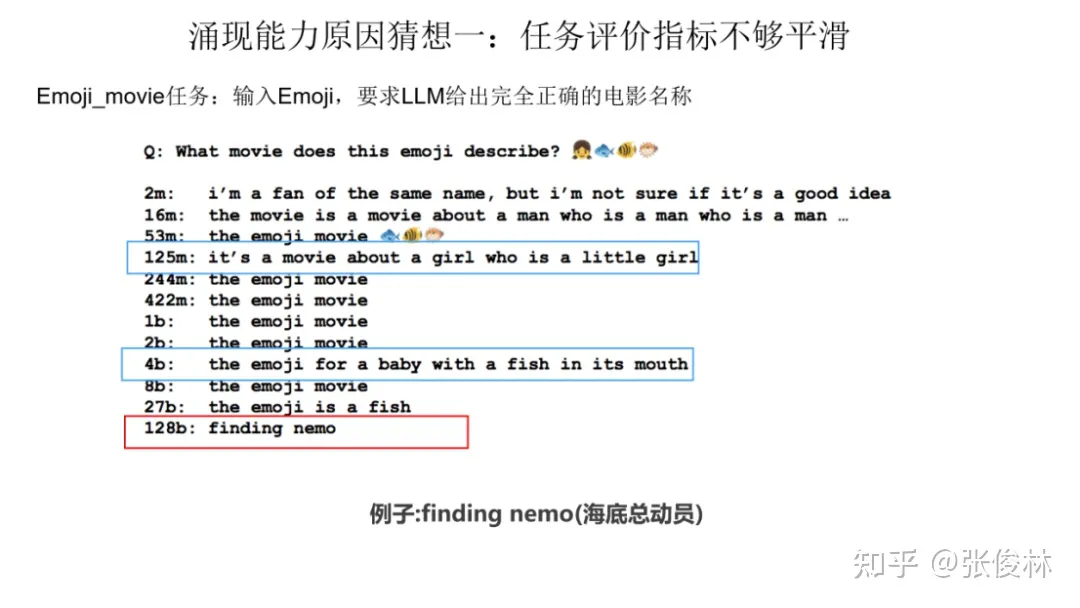 涌现能力原因猜想一：任务评价指标不够平滑
Emoji_movie任务：输入Emoji，要求LLM给出完全正确的电影名称
Q: What movie does this emoji describe? 👧🐟🐠🐡
2m: i'm a fan of the same name, but i'm not sure if it's a good idea
16m: the movie is a movie about a man who is a man who is a man …
53m: the emoji movie 🐟🐠🐡
125m: it's a movie about a girl who is a little girl
244m: the emoji movie
422m: the emoji movie
1b: the emoji movie
2b: the emoji movie
4b: the emoji for a baby with a fish in its mouth
8b: the emoji movie
27b: the emoji is a fish
128b: finding nemo
例子:finding nemo(海底总动员)
知乎 @张俊林